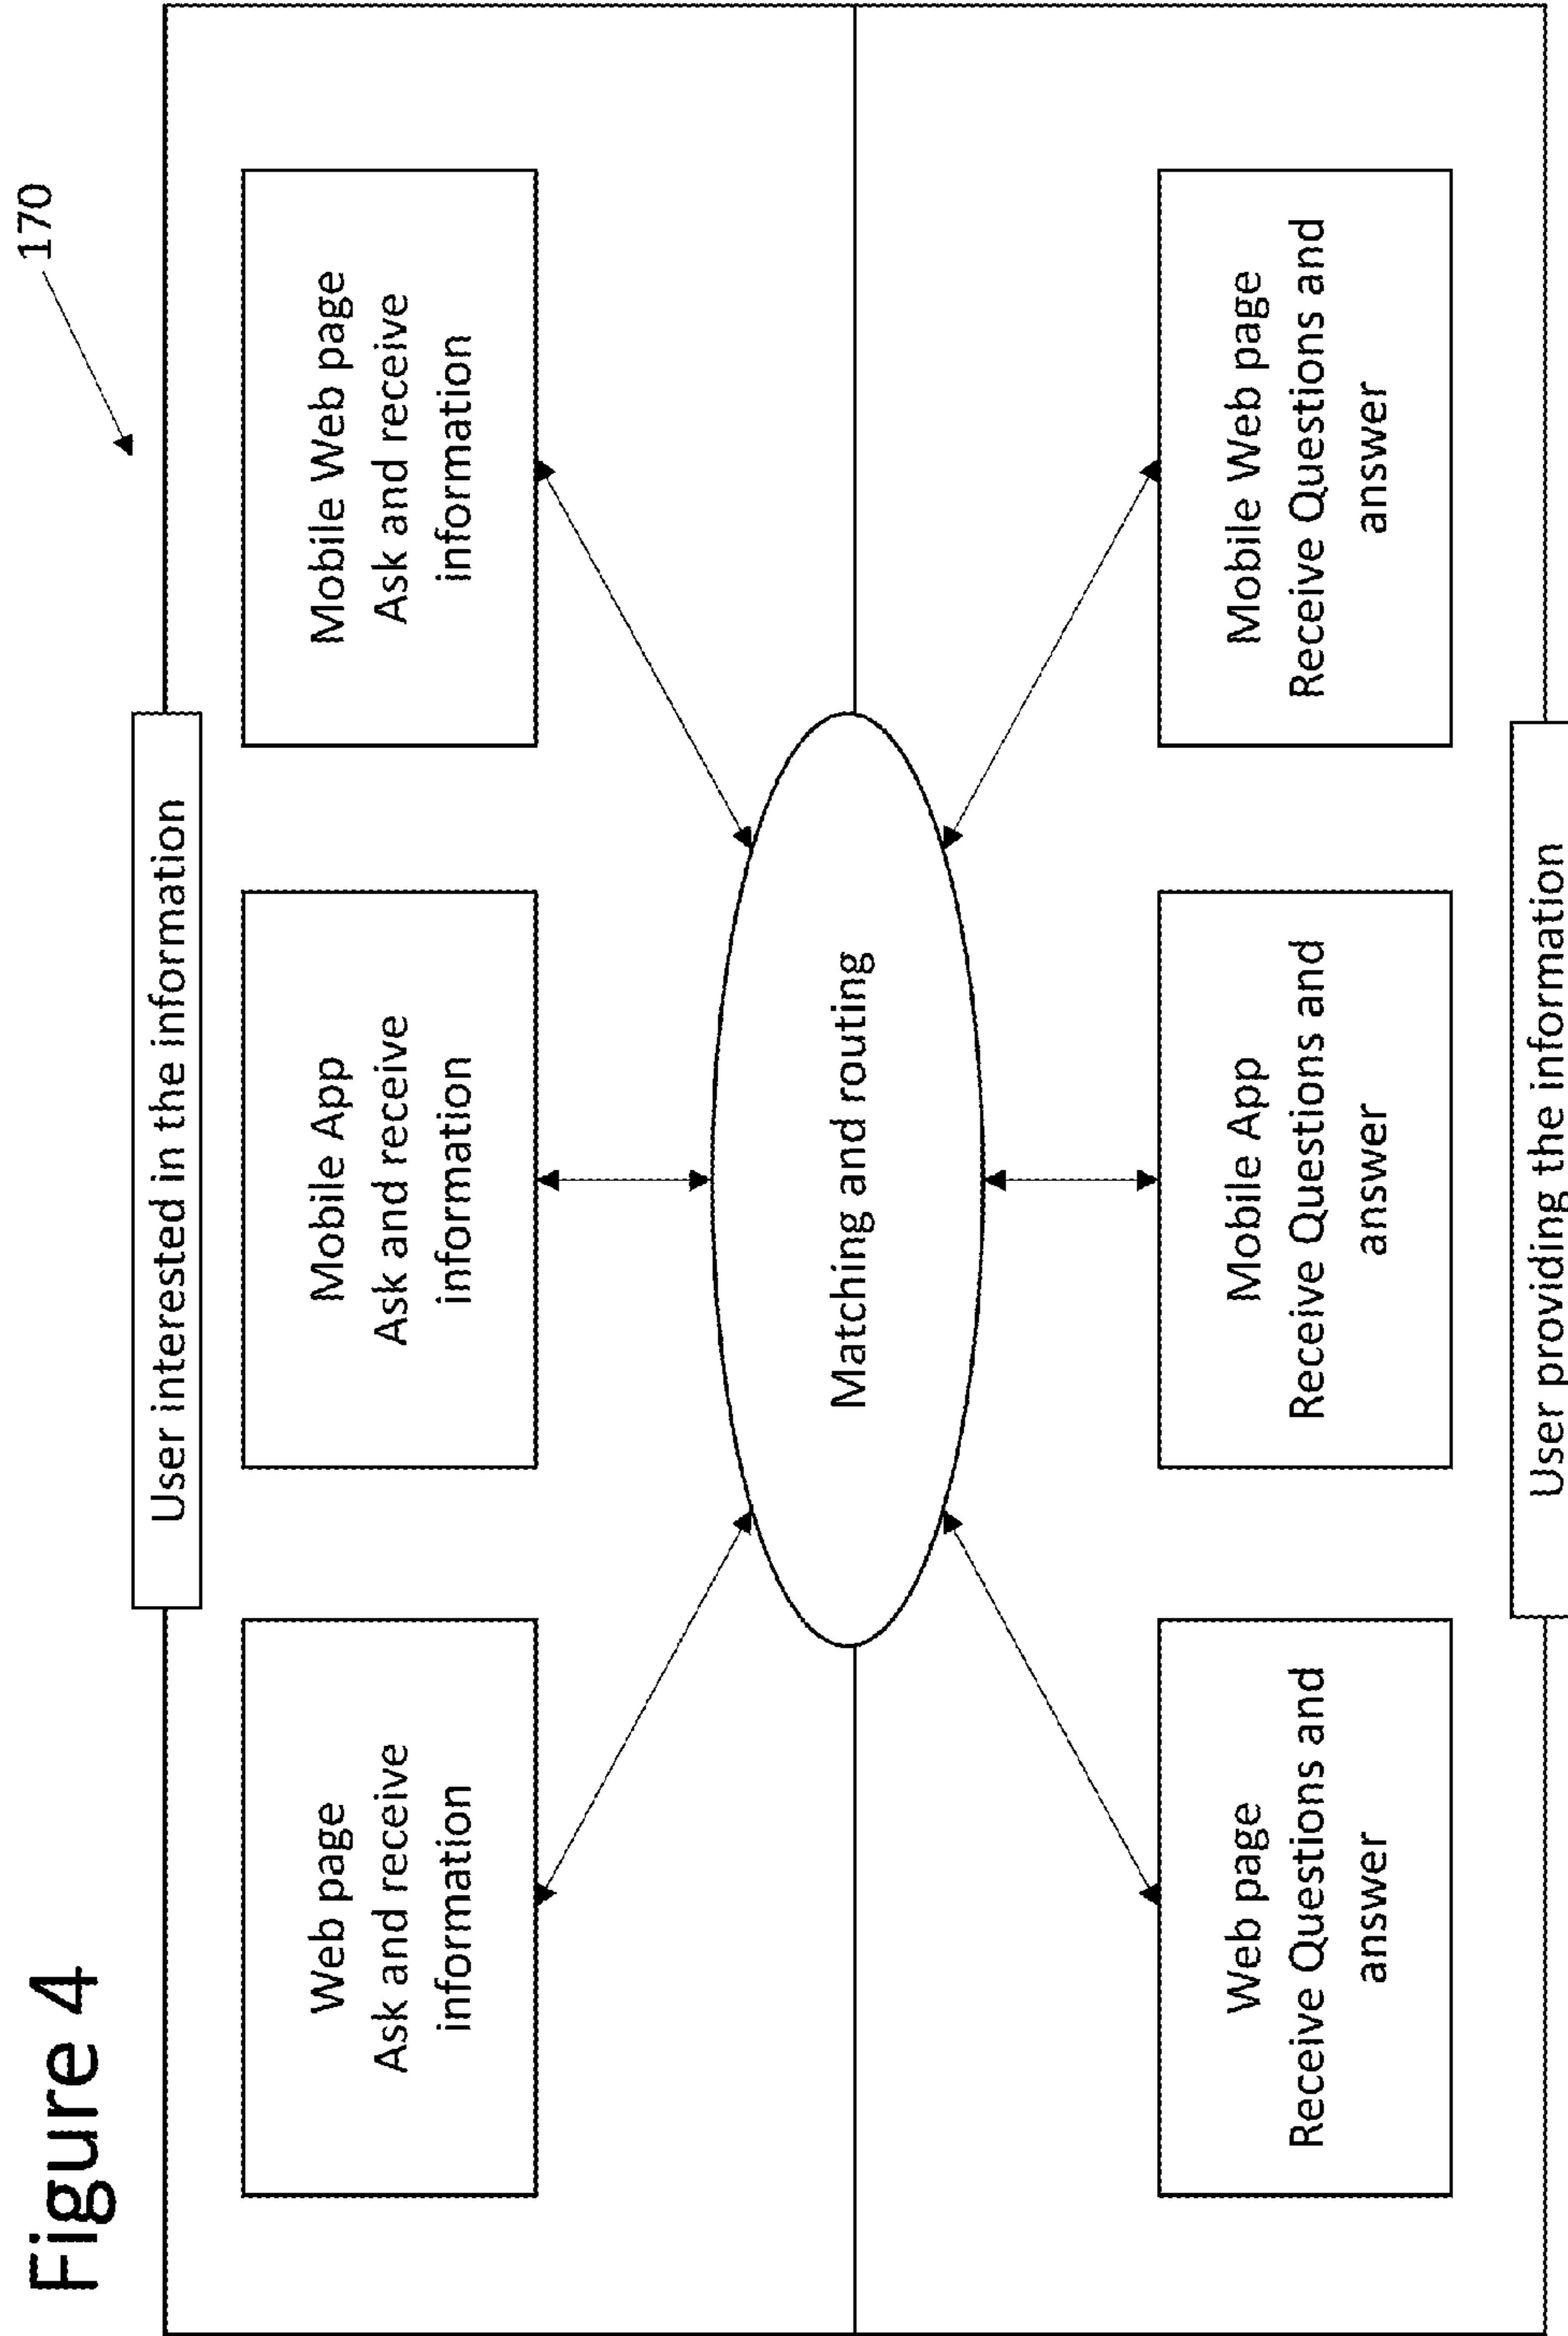 Figure 4
170
User interested in the information
Web page
Ask and receive
information
Mobile App
Ask and receive
information
Mobile Web page
Ask and receive
information
Matching and routing
Web page
Receive Questions and
answer
Mobile App
Receive Questions and
answer
Mobile Web page
Receive Questions and
answer
User providing the information